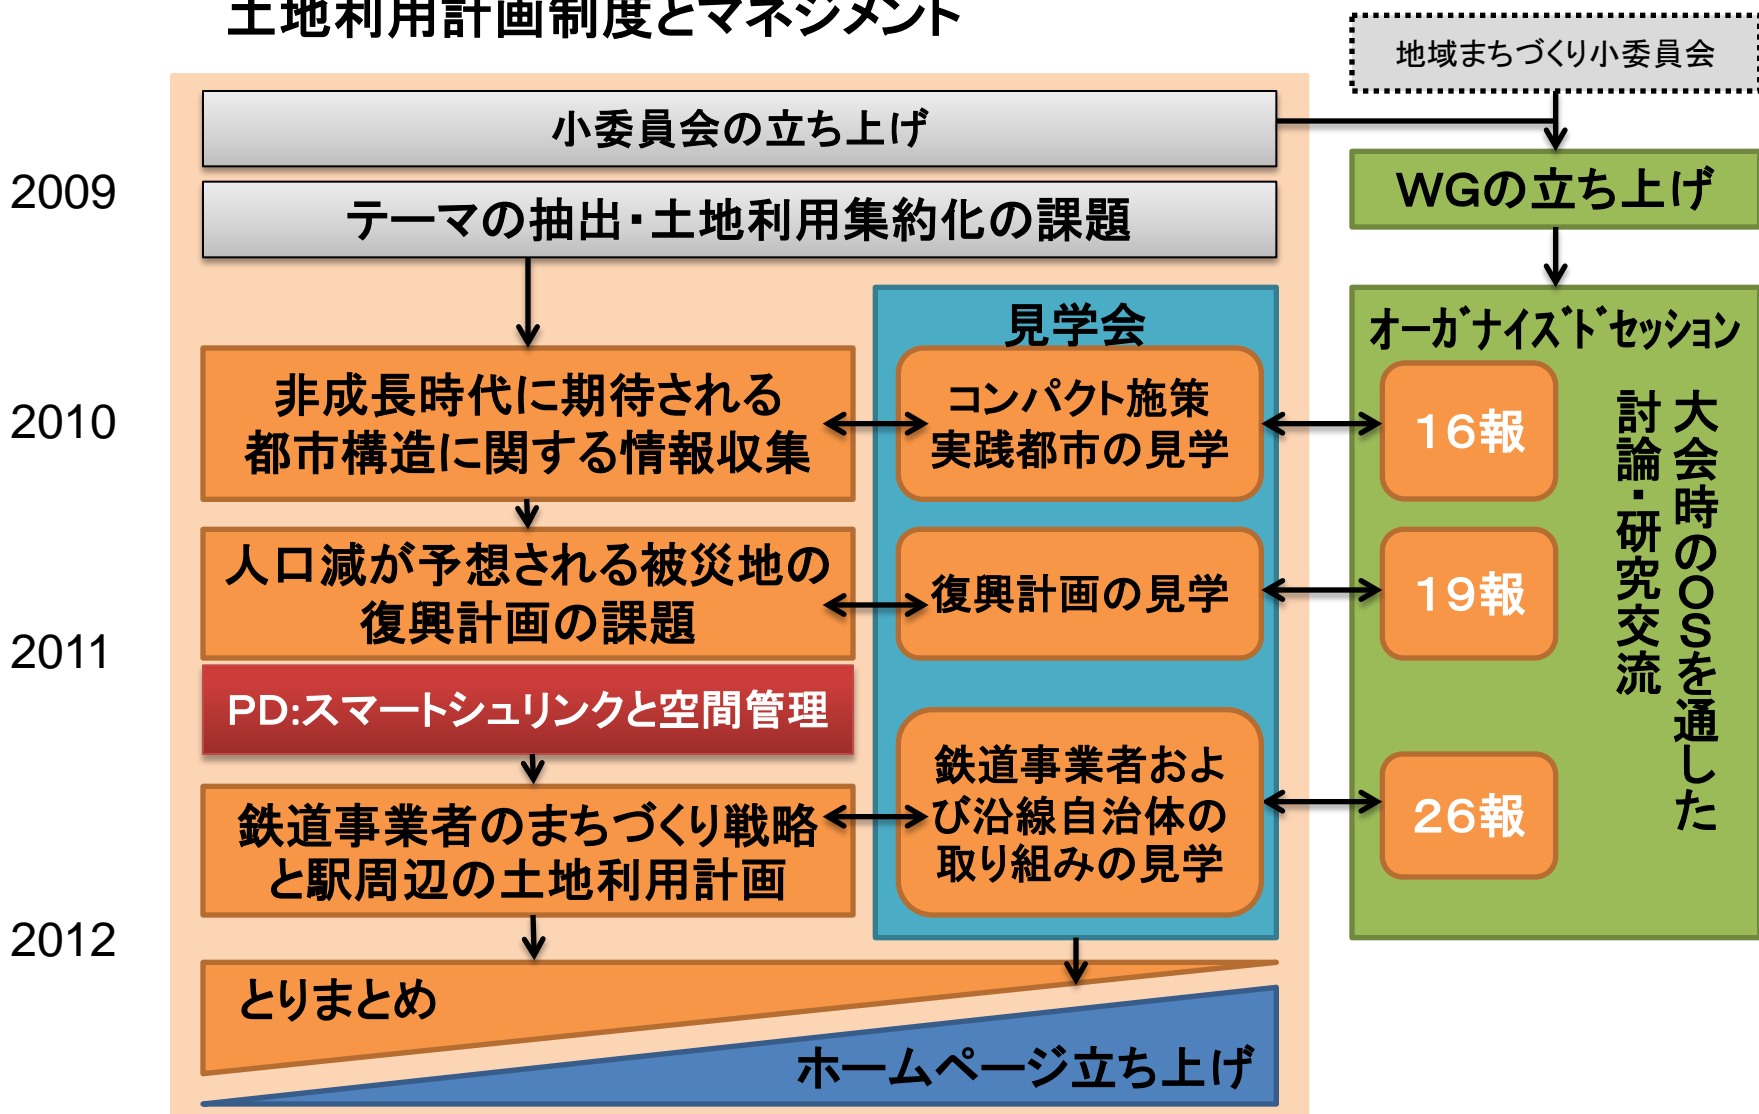 土地利用計画制度とマネジメント
地域まちづくり小委員会
小委員会の立ち上げ
2009
WGの立ち上げ
テーマの抽出・土地利用集約化の課題
見学会
オーガナイズドセッション
2010
非成長時代に期待される
都市構造に関する情報収集
コンパクト施策
実践都市の見学
16報
大会時のOSを通した
討論・研究交流
人口減が予想される被災地の
復興計画の課題
復興計画の見学
19報
2011
PD:スマートシュリンクと空間管理
鉄道事業者のまちづくり戦略
と駅周辺の土地利用計画
鉄道事業者およ
び沿線自治体の
取り組みの見学
26報
2012
とりまとめ
ホームページ立ち上げ